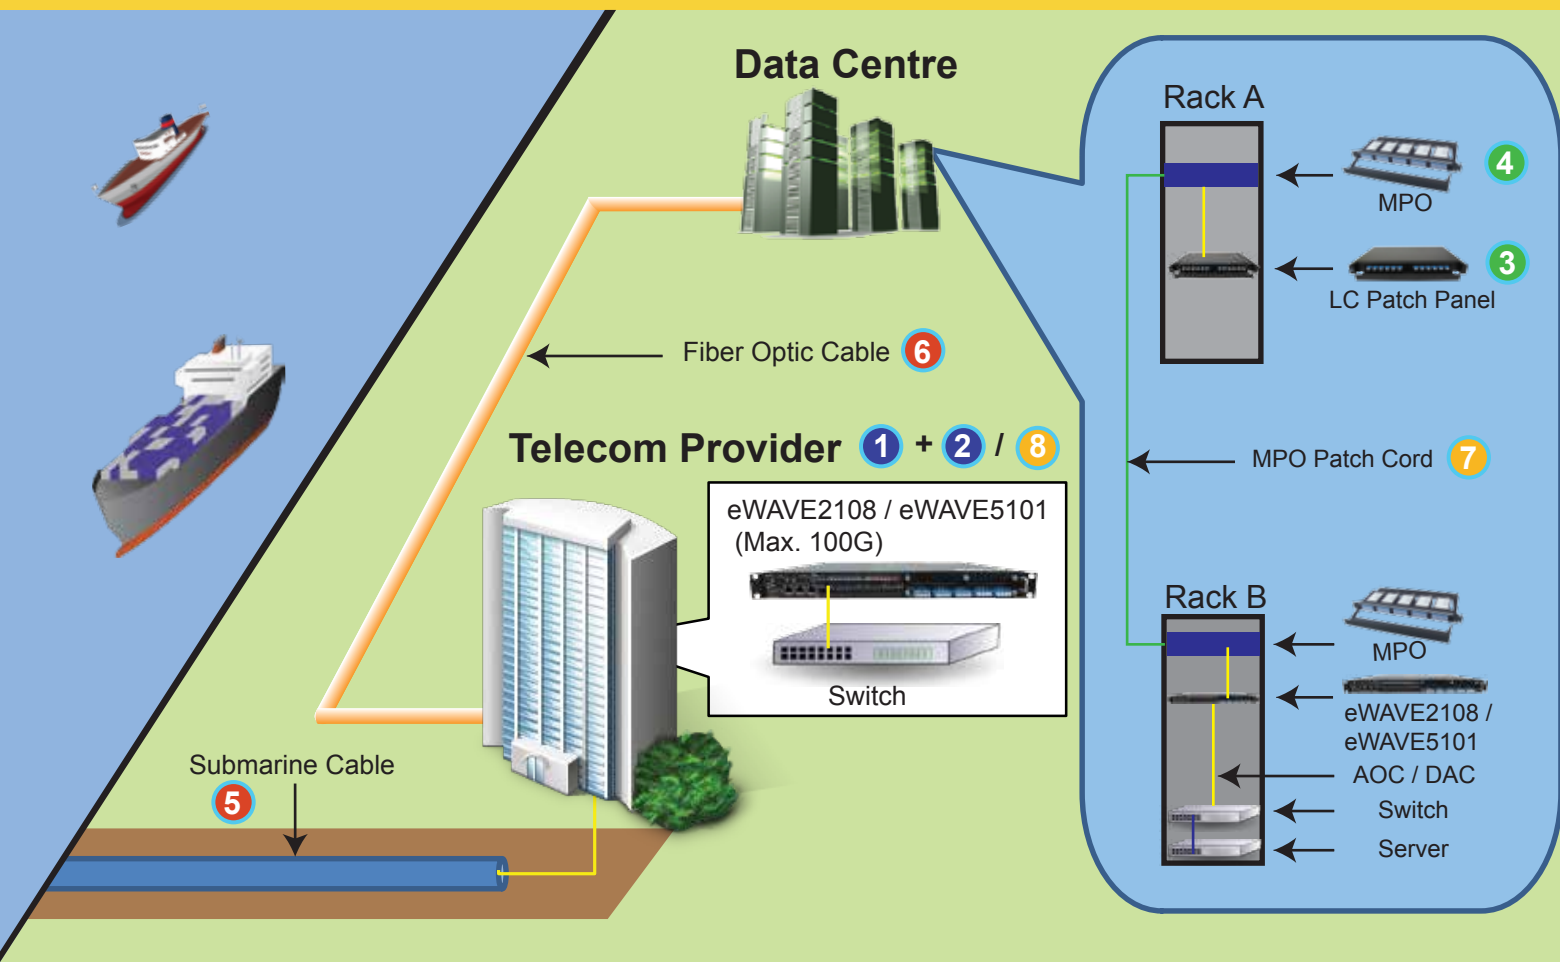 Data Centre
Rack A
4
MPO
3
LC Patch Panel
Fiber Optic Cable 6
Telecom Provider 1 + 2 / 8
MPO Patch Cord 7
eWAVE2108 / eWAVE5101
(Max. 100G)
Switch
Rack B
MPO
eWAVE2108 /
eWAVE5101
AOC / DAC
Switch
Server
Submarine Cable
5